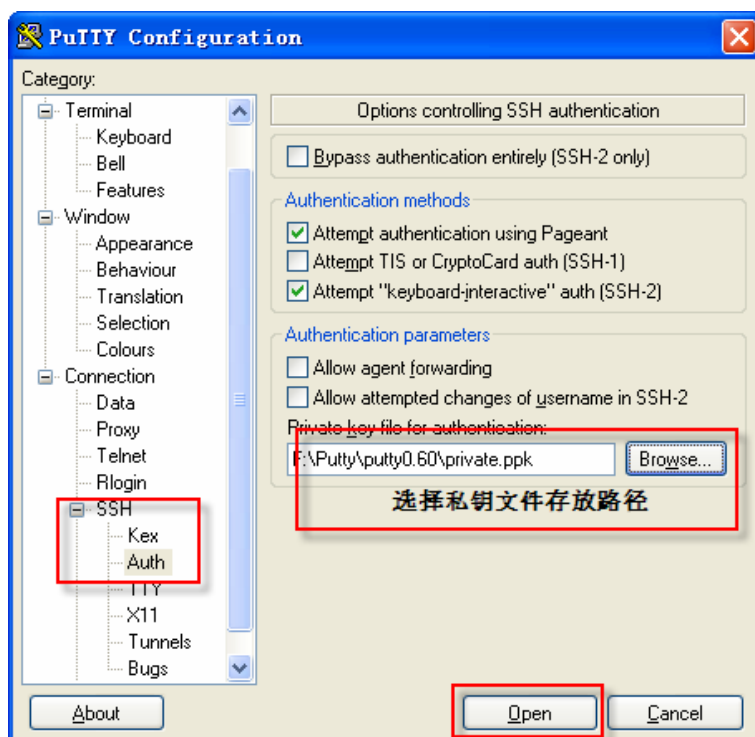 PuTTY Configuration
Category:
Terminal
Keyboard
Bell
Features
Window
Appearance
Behaviour
Translation
Selection
Colours
Connection
Data
Proxy
Telnet
Rlogin
SSH
Kex
Auth
TTY
X11
Tunnels
Bugs
Options controlling SSH authentication
Bypass authentication entirely (SSH-2 only)
Authentication methods
Attempt authentication using Pageant
Attempt TIS or CryptoCard auth (SSH-1)
Attempt "keyboard-interactive" auth (SSH-2)
Authentication parameters
Allow agent forwarding
Allow attempted changes of username in SSH-2
Private key file for authentication:
F:\Putty\putty0.60\private.ppk Browse...
选择私钥文件存放路径
About Open Cancel